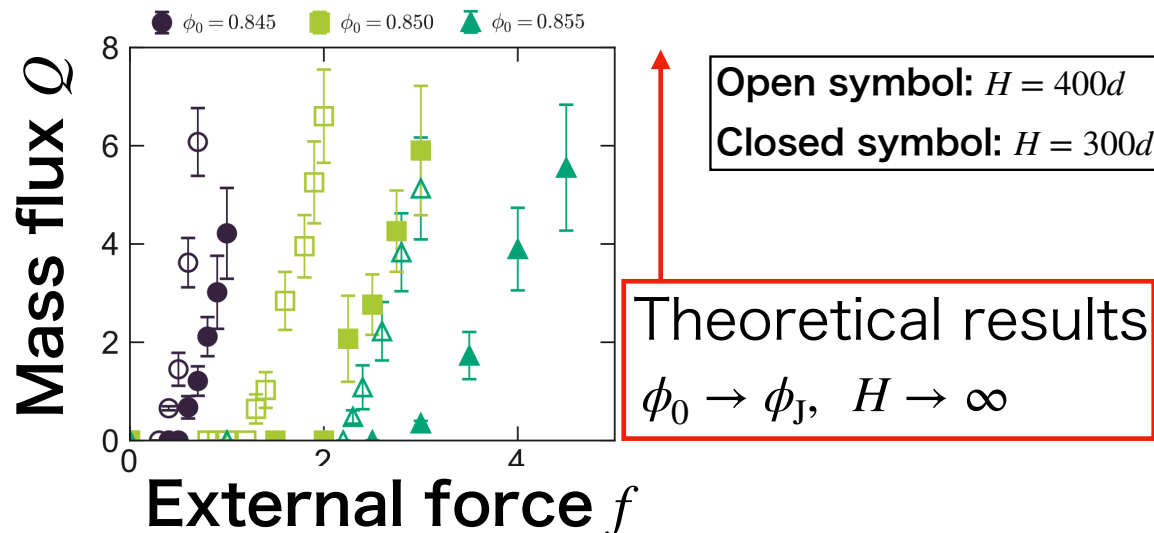 ϕ₀ = 0.845 ϕ₀ = 0.850 ϕ₀ = 0.855
8
6
4
2
0
0 2 4
Mass flux Q
External force f
Open symbol: H = 400d
Closed symbol: H = 300d
Theoretical results
ϕ₀ → ϕ_J, H → ∞